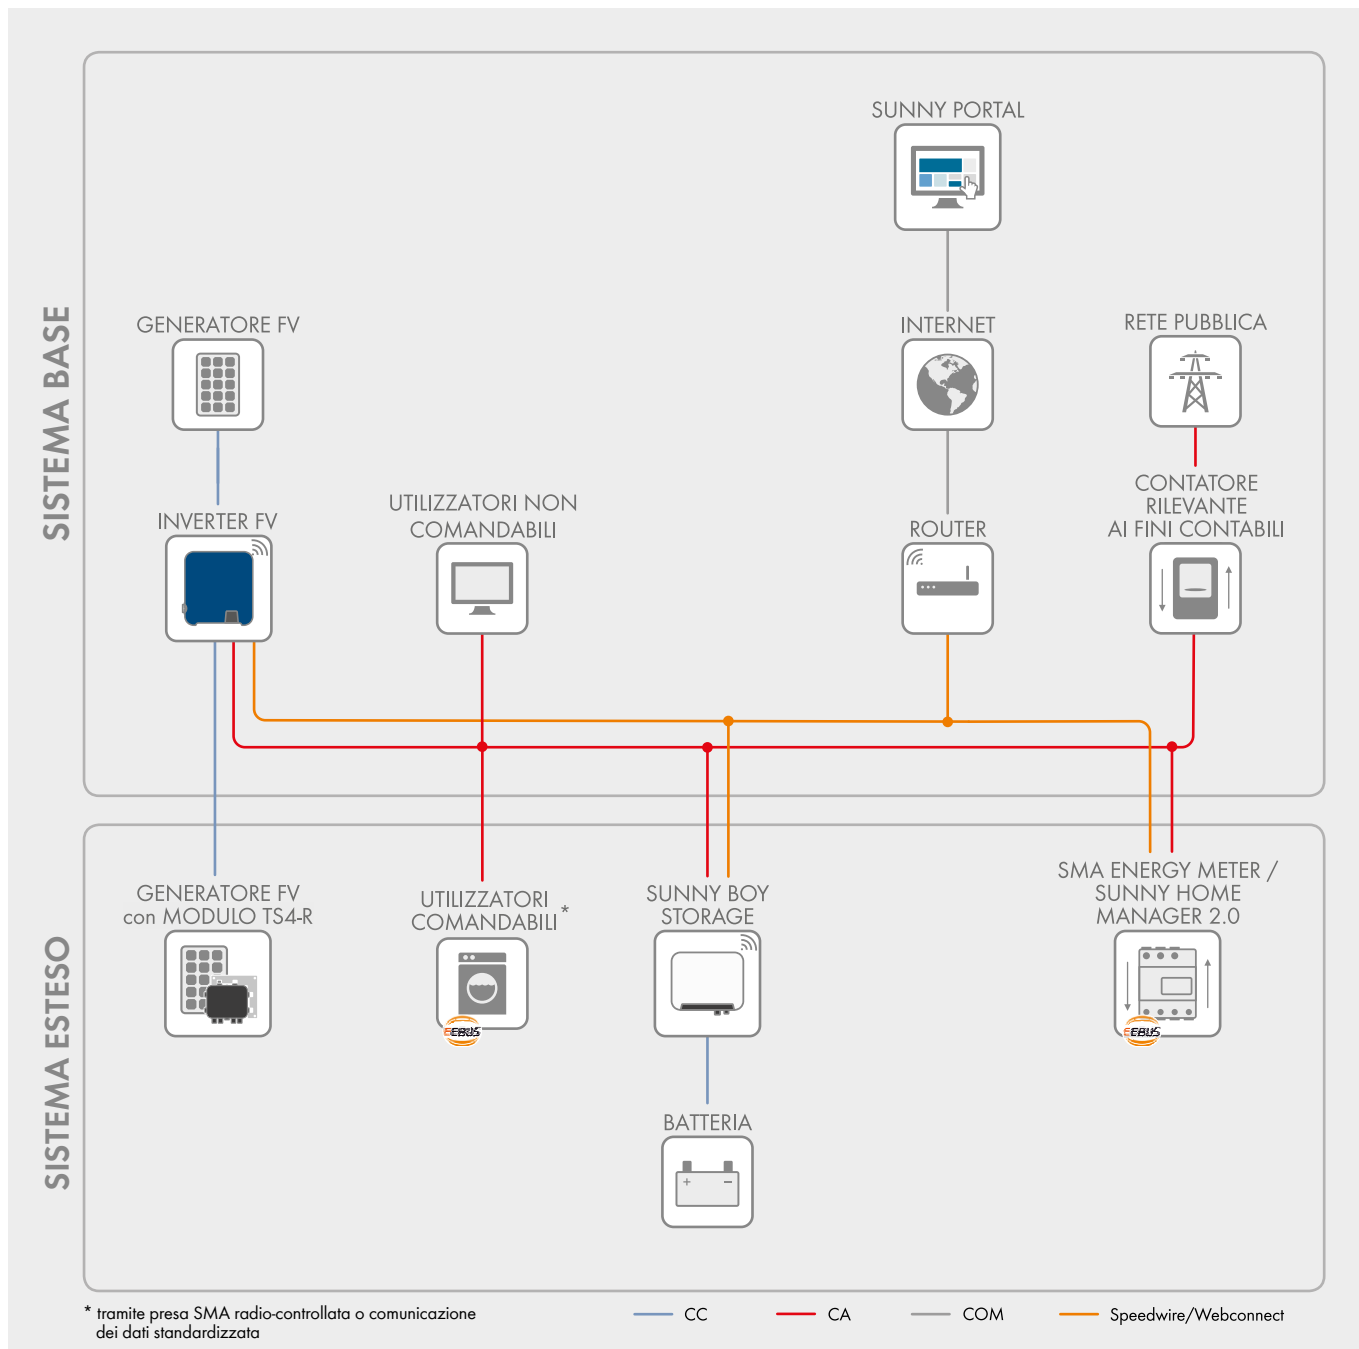 SISTEMA BASE
SUNNY PORTAL
GENERATORE FV
INTERNET
RETE PUBBLICA
INVERTER FV
UTILIZZATORI NON
COMANDABILI
ROUTER
CONTATORE
RILEVANTE
AI FINI CONTABILI
SISTEMA ESTESO
GENERATORE FV
con MODULO TS4-R
UTILIZZATORI
COMANDABILI *
EEBUS
SUNNY BOY
STORAGE
SMA ENERGY METER /
SUNNY HOME
MANAGER 2.0
EEBUS
BATTERIA
+ −
* tramite presa SMA radio-controllata o comunicazione
dei dati standardizzata
CC
CA
COM
Speedwire/Webconnect